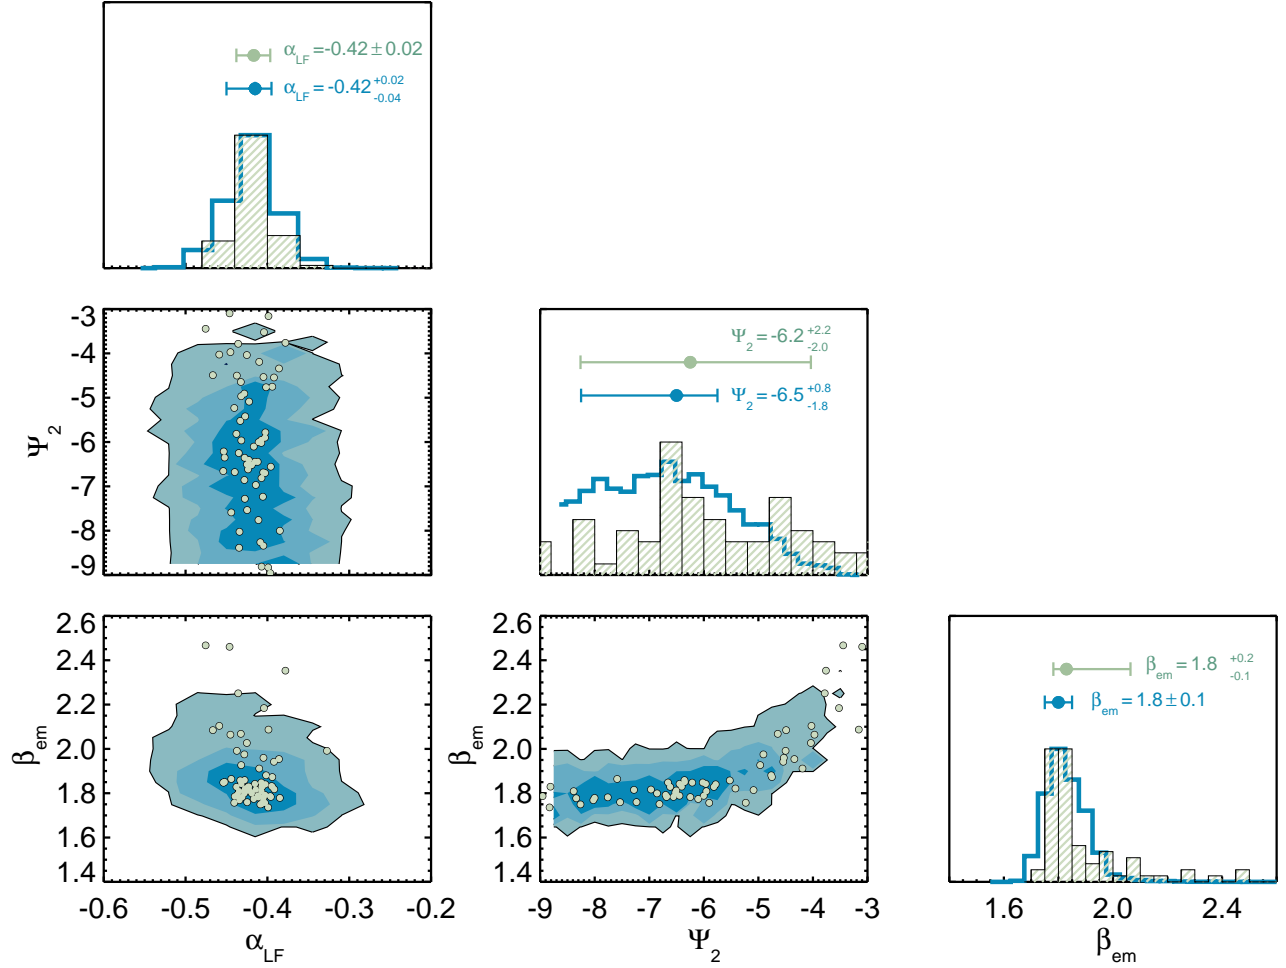 α_LF = -0.42 ± 0.02
α_LF = -0.42 +0.02 -0.04
-3
-4
-5
-6
-7
-8
-9
Ψ_2
Ψ_2 = -6.2 +2.2 -2.0
Ψ_2 = -6.5 +0.8 -1.8
2.6
2.4
2.2
2.0
1.8
1.6
1.4
β_em
-0.6 -0.5 -0.4 -0.3 -0.2
α_LF
2.6
2.4
2.2
2.0
1.8
1.6
1.4
β_em
-9 -8 -7 -6 -5 -4 -3
Ψ_2
β_em = 1.8 +0.2 -0.1
β_em = 1.8 ± 0.1
1.6 2.0 2.4
β_em